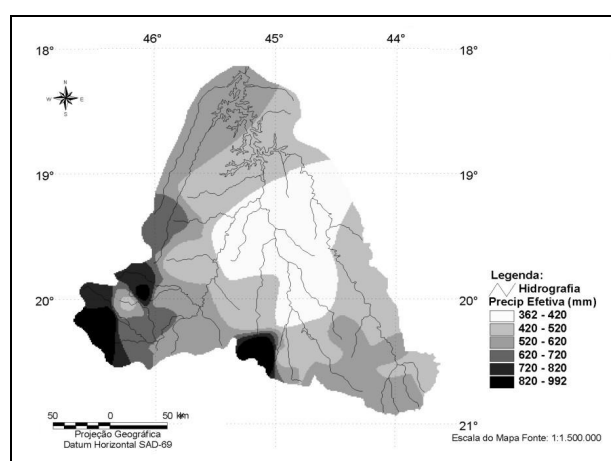 46° 45° 44°
18° 18°
N
W E
S
19° 19°
20° 20°
21°
Legenda:
Hidrografia
Precip Efetiva (mm)
362 - 420
420 - 520
520 - 620
620 - 720
720 - 820
820 - 992
50 0 50 km
Projeção Geográfica
Datum Horizontal SAD-69
Escala do Mapa Fonte: 1:1.500.000